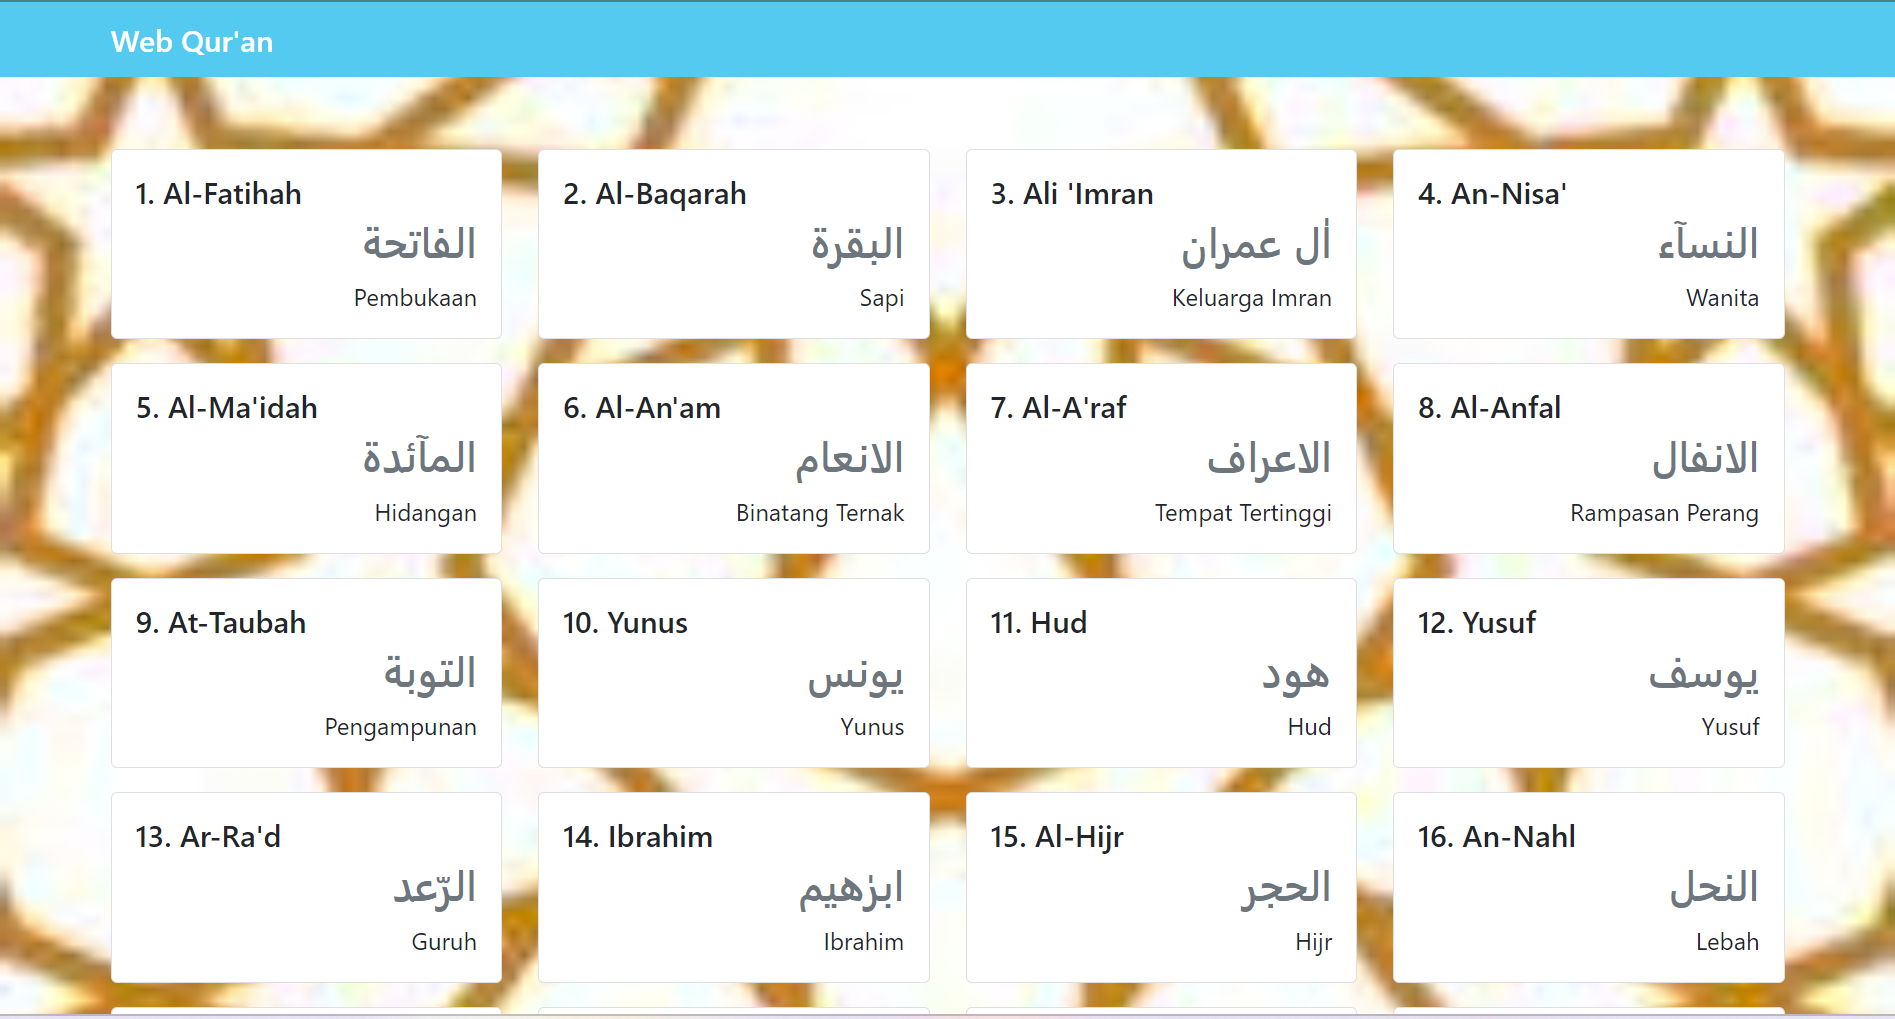 Web Qur'an
1. Al-Fatihah
الفاتحة
Pembukaan
2. Al-Baqarah
البقرة
Sapi
3. Ali 'Imran
اٰل عمران
Keluarga Imran
4. An-Nisa'
النساۤء
Wanita
5. Al-Ma'idah
الماۤئدة
Hidangan
6. Al-An'am
الانعام
Binatang Ternak
7. Al-A'raf
الاعراف
Tempat Tertinggi
8. Al-Anfal
الانفال
Rampasan Perang
9. At-Taubah
التوبة
Pengampunan
10. Yunus
يونس
Yunus
11. Hud
هود
Hud
12. Yusuf
يوسف
Yusuf
13. Ar-Ra'd
الرّعد
Guruh
14. Ibrahim
ابرٰهيم
Ibrahim
15. Al-Hijr
الحجر
Hijr
16. An-Nahl
النحل
Lebah